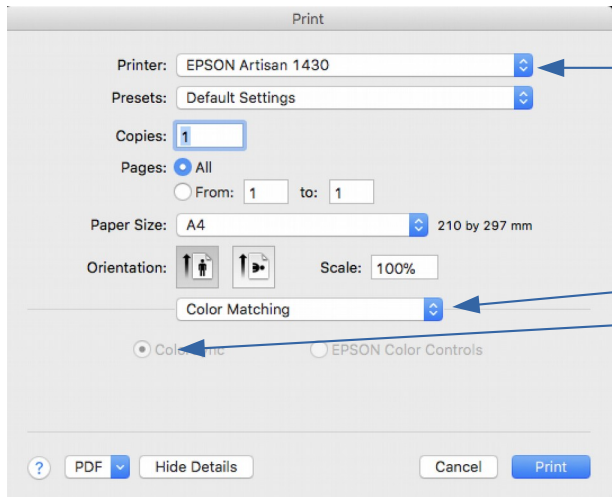 Print
Printer: EPSON Artisan 1430
Presets: Default Settings
Copies: 1
Pages: All
From: 1 to: 1
Paper Size: A4 210 by 297 mm
Orientation: Scale: 100%
Color Matching
EPSON Color Controls
? PDF Hide Details Cancel Print